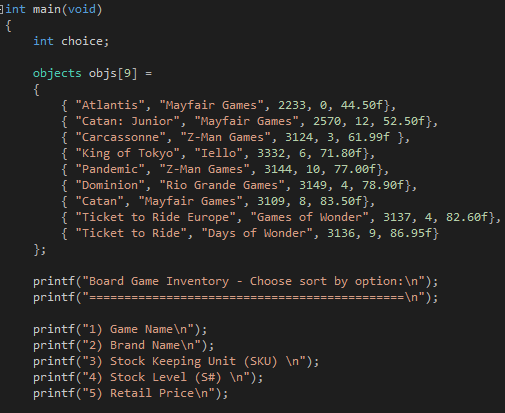 int main(void)
{
    int choice;

    objects objs[9] =
    {
        { "Atlantis", "Mayfair Games", 2233, 0, 44.50f},
        { "Catan: Junior", "Mayfair Games", 2570, 12, 52.50f},
        { "Carcassonne", "Z-Man Games", 3124, 3, 61.99f },
        { "King of Tokyo", "Iello", 3332, 6, 71.80f},
        { "Pandemic", "Z-Man Games", 3144, 10, 77.00f},
        { "Dominion", "Rio Grande Games", 3149, 4, 78.90f},
        { "Catan", "Mayfair Games", 3109, 8, 83.50f},
        { "Ticket to Ride Europe", "Games of Wonder", 3137, 4, 82.60f},
        { "Ticket to Ride", "Days of Wonder", 3136, 9, 86.95f}
    };

    printf("Board Game Inventory - Choose sort by option:\n");
    printf("=============================================\n");

    printf("1) Game Name\n");
    printf("2) Brand Name\n");
    printf("3) Stock Keeping Unit (SKU) \n");
    printf("4) Stock Level (S#) \n");
    printf("5) Retail Price\n");